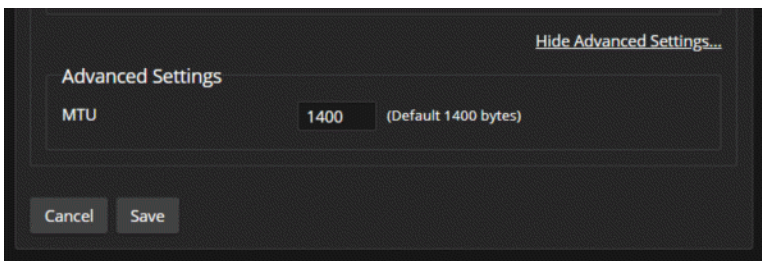 Hide Advanced Settings...
Advanced Settings
MTU 1400 (Default 1400 bytes)
Cancel Save